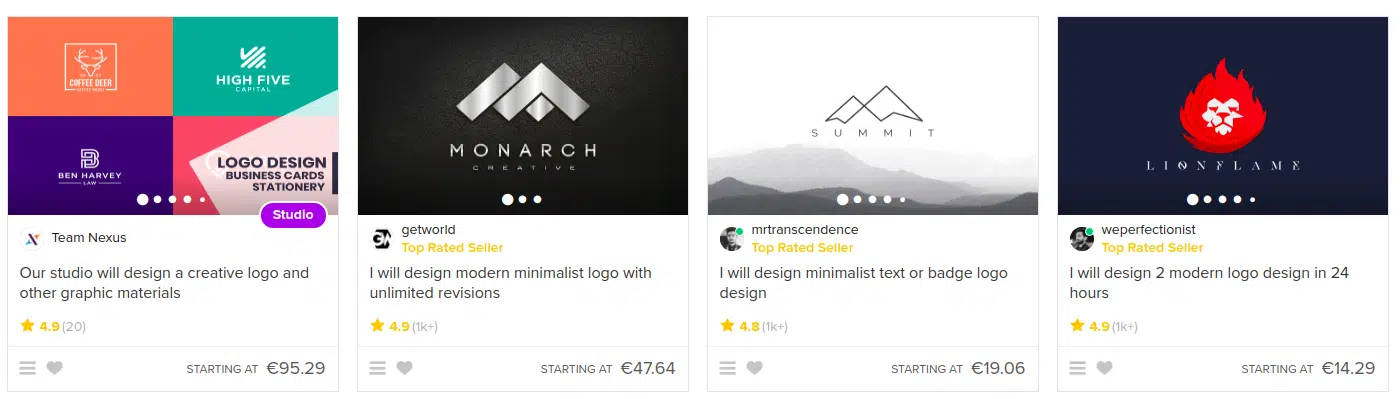 COFFEE DEER
HIGH FIVE
CAPITAL
BEN HARVEY
LAW
LOGO DESIGN
BUSINESS CARDS
STATIONERY
Studio
Team Nexus
Our studio will design a creative logo and
other graphic materials
4.9 (20)
STARTING AT €95.29
MONARCH
CREATIVE
getworld
Top Rated Seller
I will design modern minimalist logo with
unlimited revisions
4.9 (1k+)
STARTING AT €47.64
SUMMIT
mrtranscendence
Top Rated Seller
I will design minimalist text or badge logo
design
4.8 (1k+)
STARTING AT €19.06
LIONFLAME
weperfectionist
Top Rated Seller
I will design 2 modern logo design in 24
hours
4.9 (1k+)
STARTING AT €14.29